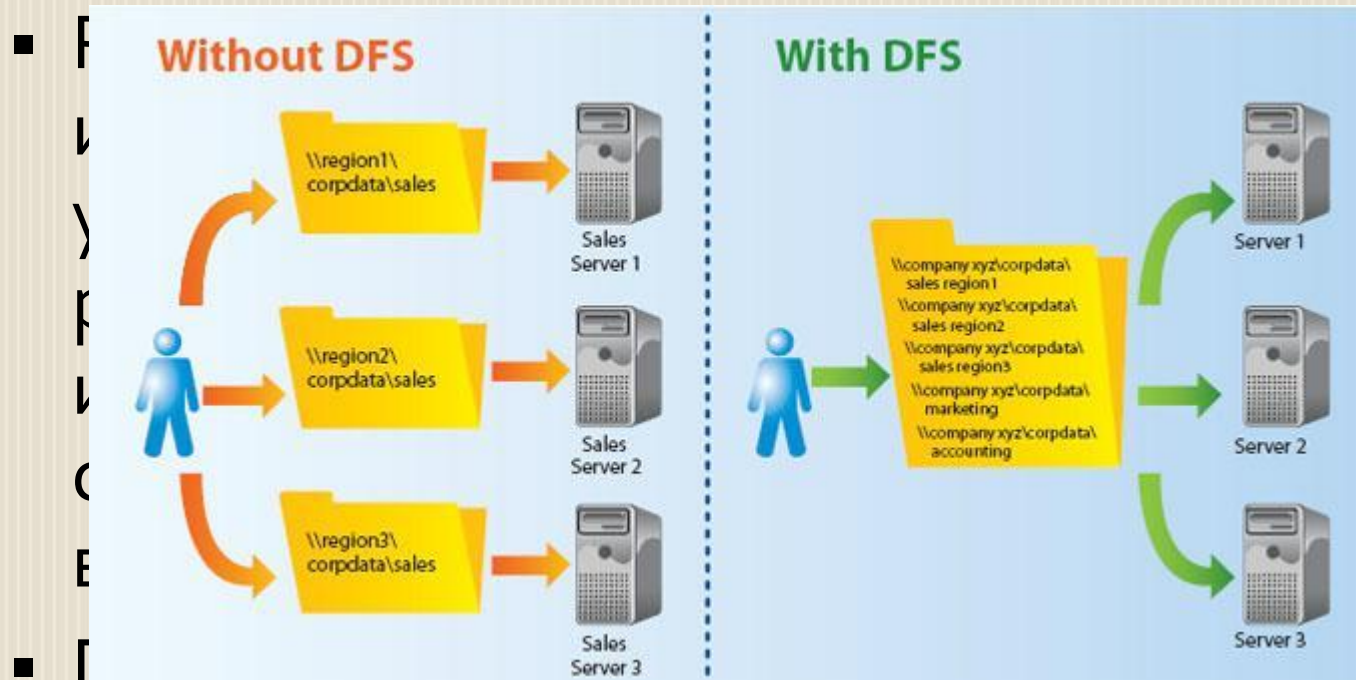 Without DFS
\\region1\
corpdata\sales
Sales
Server 1
\\region2\
corpdata\sales
Sales
Server 2
\\region3\
corpdata\sales
Sales
Server 3
With DFS
\\company xyz\corpdata\
sales region1
\\company xyz\corpdata\
sales region2
\\company xyz\corpdata\
sales region3
\\company xyz\corpdata\
marketing
\\company xyz\corpdata\
accounting
Server 1
Server 2
Server 3